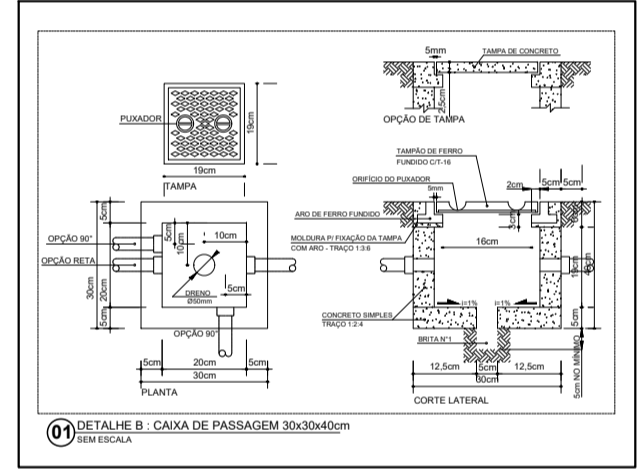 PUXADOR
19cm
19cm
TAMPA
5mm
TAMPA DE CONCRETO
2,5cm
OPÇÃO DE TAMPA
TAMPÃO DE FERRO
FUNDIDO C/T-16
ORIFÍCIO DO PUXADOR
5mm
2cm
5cm
5cm
ARO DE FERRO FUNDIDO
3cm
MOLDURA P/ FIXAÇÃO DA TAMPA
COM ARO - TRAÇO 1:3:6
16cm
19cm
i=1%
i=1%
CONCRETO SIMPLES
TRAÇO 1:2:4
5cm
BRITA N°1
5cm NO MÍNIMO
12,5cm
5cm
12,5cm
30cm
CORTE LATERAL
5cm
OPÇÃO 90°
5cm
10cm
10cm
OPÇÃO RETA
30cm
20cm
DRENO
Ø50mm
5cm
5cm
OPÇÃO 90°
5cm
20cm
5cm
30cm
PLANTA
01
DETALHE B : CAIXA DE PASSAGEM 30x30x40cm
SEM ESCALA